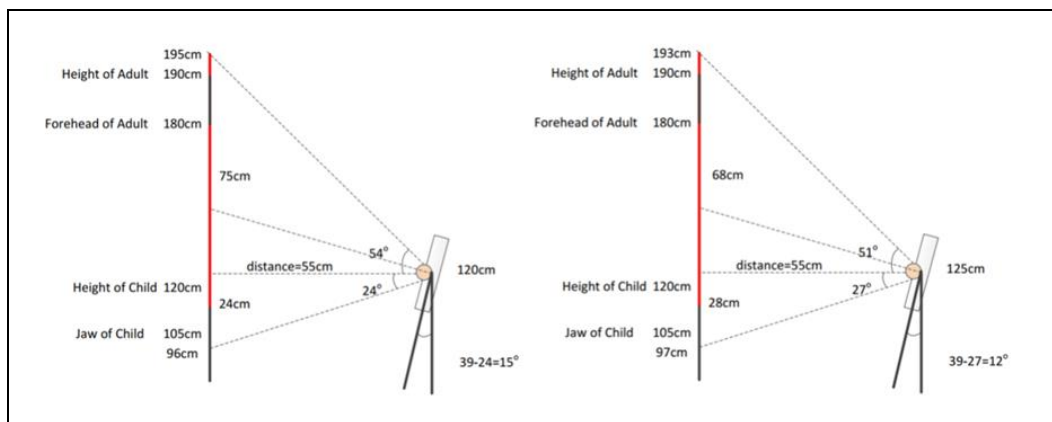 195cm
Height of Adult 190cm
Forehead of Adult 180cm
75cm
54°
distance=55cm
120cm
Height of Child 120cm
24°
24cm
Jaw of Child 105cm
96cm
39-24=15°
193cm
Height of Adult 190cm
Forehead of Adult 180cm
68cm
51°
distance=55cm
125cm
Height of Child 120cm
27°
28cm
Jaw of Child 105cm
97cm
39-27=12°